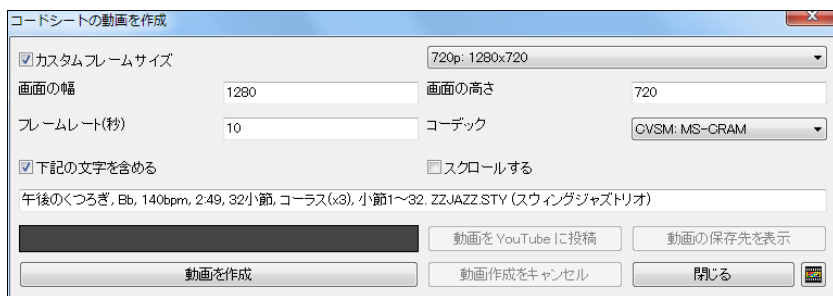 コードシートの動画を作成
カスタムフレームサイズ
720p: 1280x720
画面の幅
1280
画面の高さ
720
フレームレート(秒)
10
コーデック
CVSM: MS-CRAM
下記の文字を含める
スクロールする
午後のくつろぎ, Bb, 140bpm, 2:49, 32小節, コーラス(x3), 小節1～32. ZZJAZZ.STY (スウィングジャズトリオ)
動画を YouTube に投稿
動画の保存先を表示
動画を作成
動画作成をキャンセル
閉じる